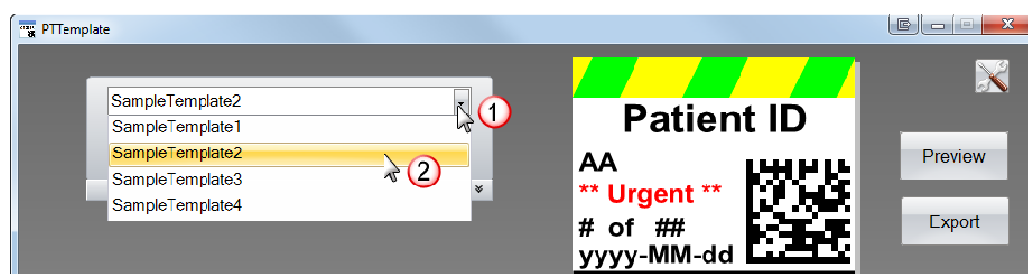 PTTemplate
SampleTemplate2
1
SampleTemplate1
SampleTemplate2
2
SampleTemplate3
SampleTemplate4
Patient ID
AA
** Urgent **
# of ##
yyyy-MM-dd
Preview
Export